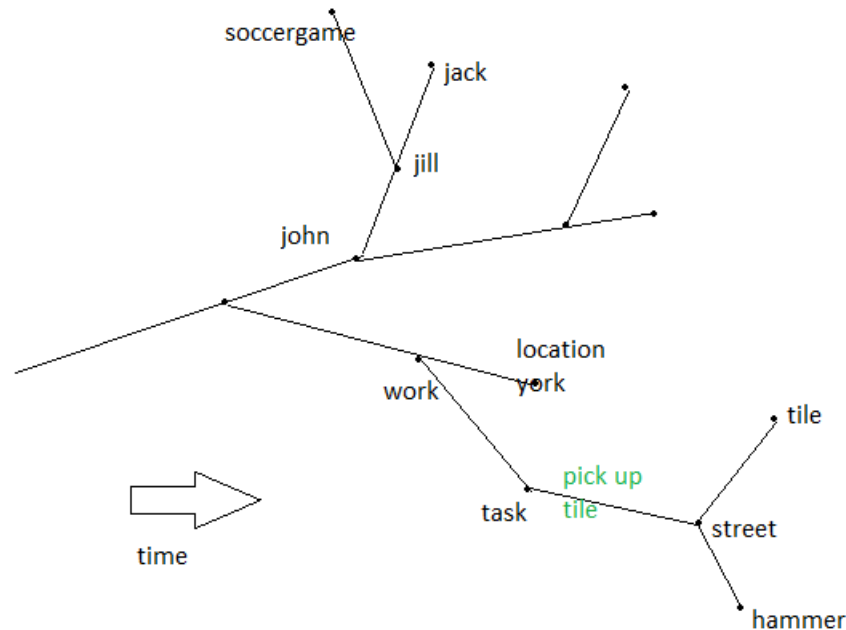 soccergame
jack
jill
john
location
york
work
tile
pick up
tile
task
street
time
hammer